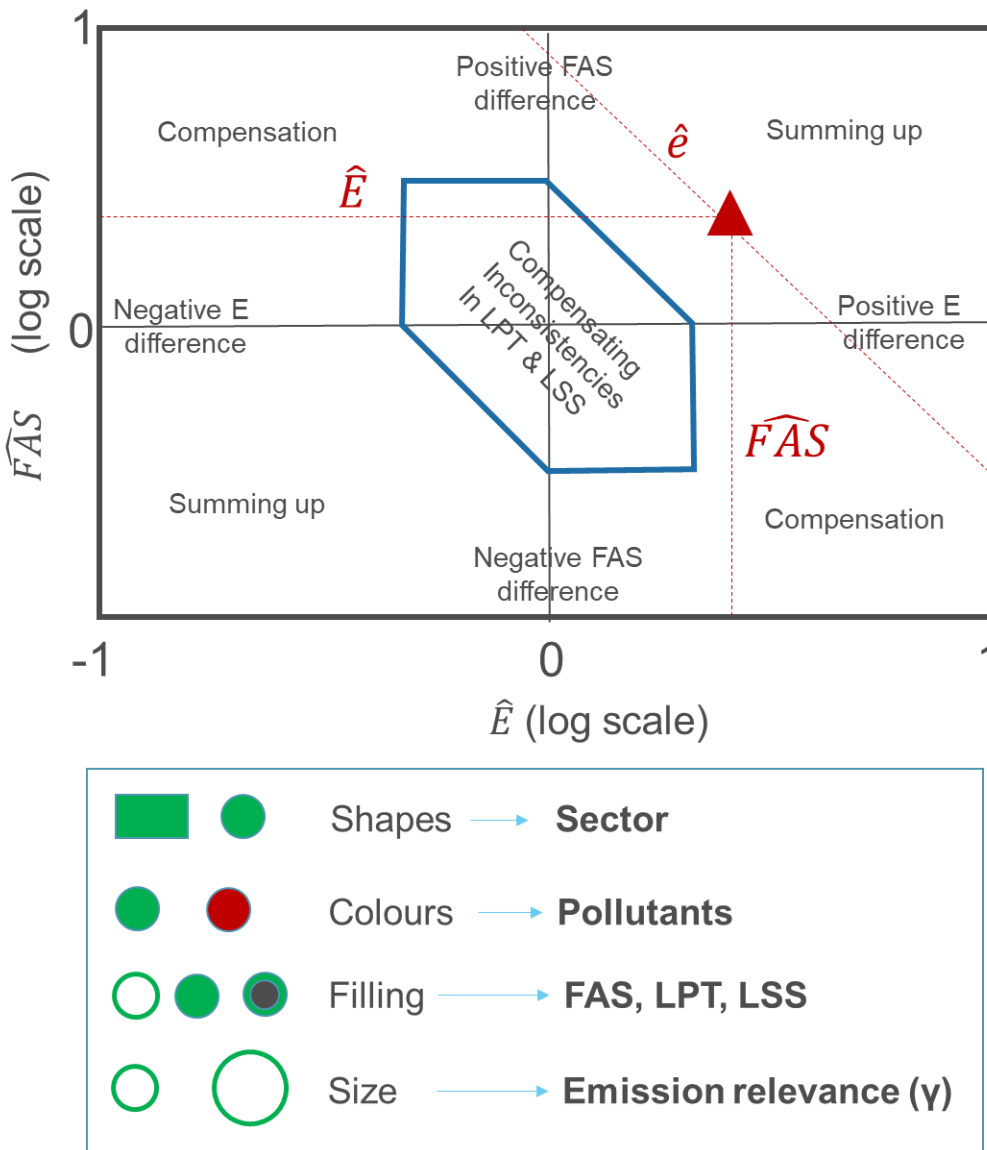 1
Positive FAS
difference
Compensation
Summing up
ê
Ê
(log scale)
Compensating
Inconsistencies
In LPT & LSS
Negative E
difference
Positive E
difference
0
F̂AS
F̂AS
Summing up
Compensation
Negative FAS
difference
-1
0
1
Ê (log scale)
Shapes
Sector
Colours
Pollutants
Filling
FAS, LPT, LSS
Size
Emission relevance (γ)